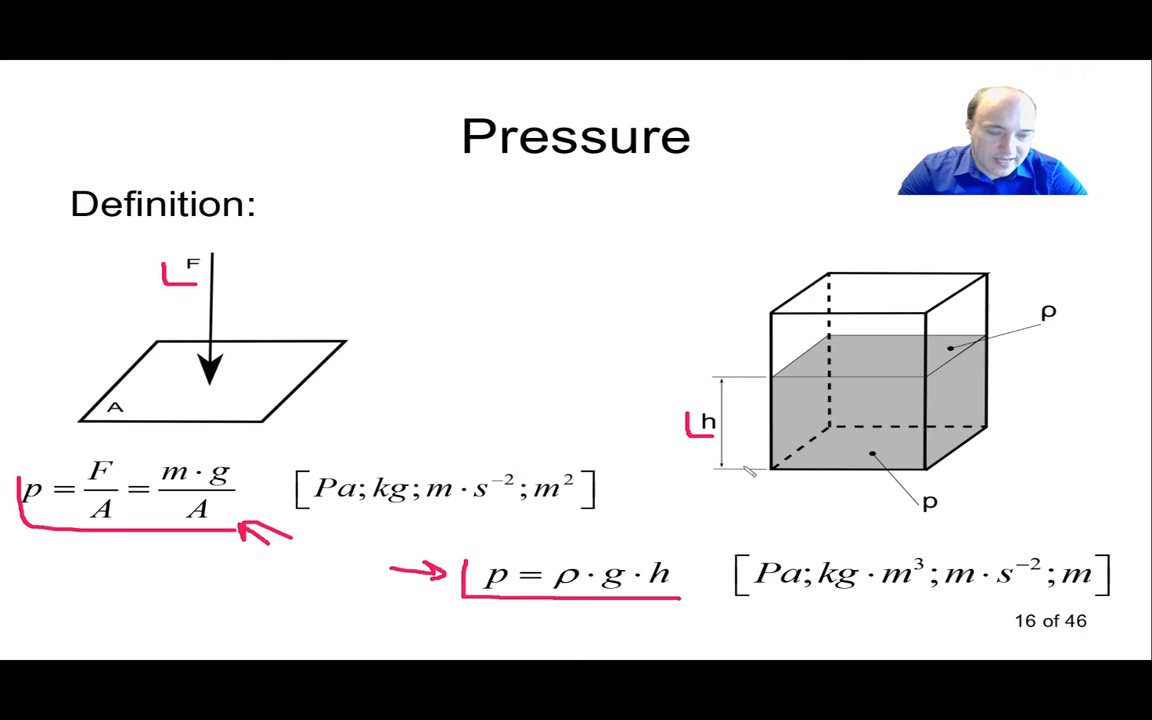 Pressure
Definition:
F
A
ρ
h
p
p = F/A = m · g/A [Pa; kg; m · s⁻²; m²]
p = ρ · g · h [Pa; kg · m³; m · s⁻²; m]
16 of 46